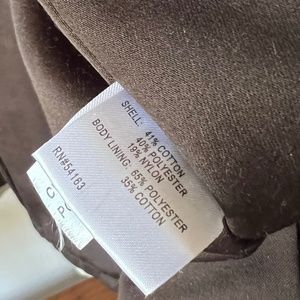 SHELL:
41% COTTON
40% POLYESTER
19% NYLON
BODY LINING: 65% POLYESTER
35% COTTON
RN#54163